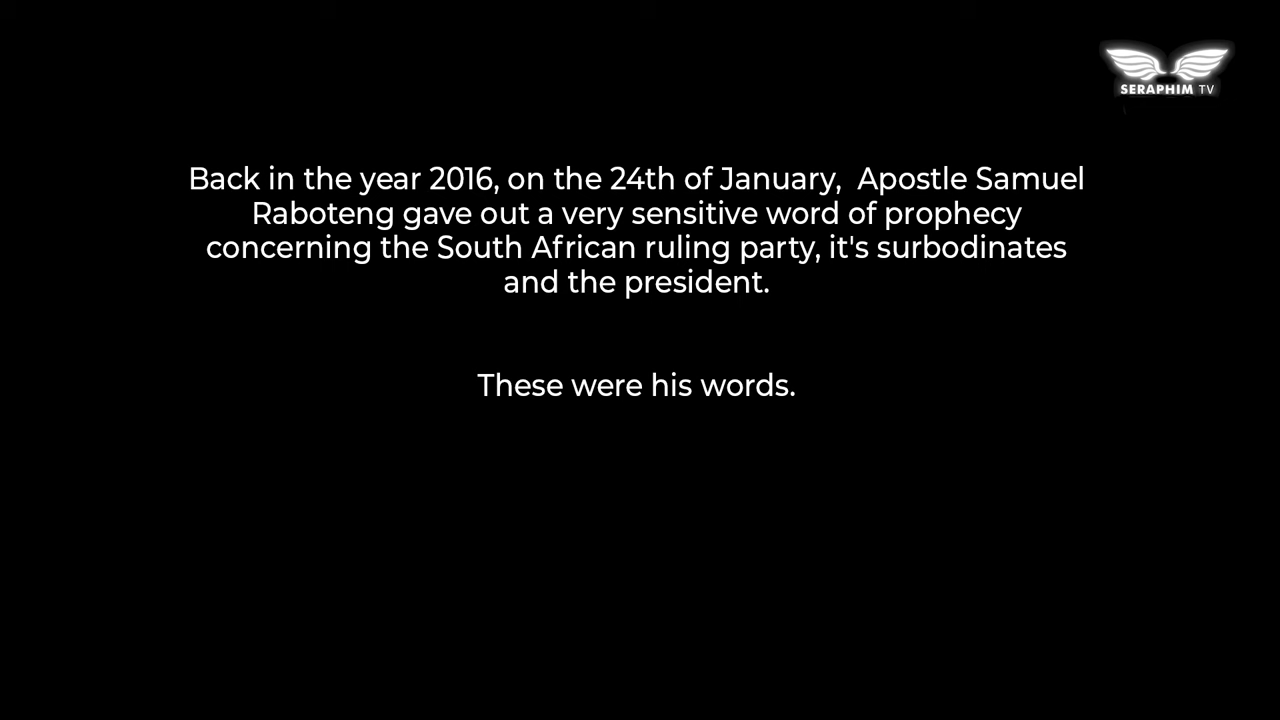 SERAPHIM TV
Back in the year 2016, on the 24th of January,  Apostle Samuel
Raboteng gave out a very sensitive word of prophecy
concerning the South African ruling party, it's surbodinates
and the president.
These were his words.